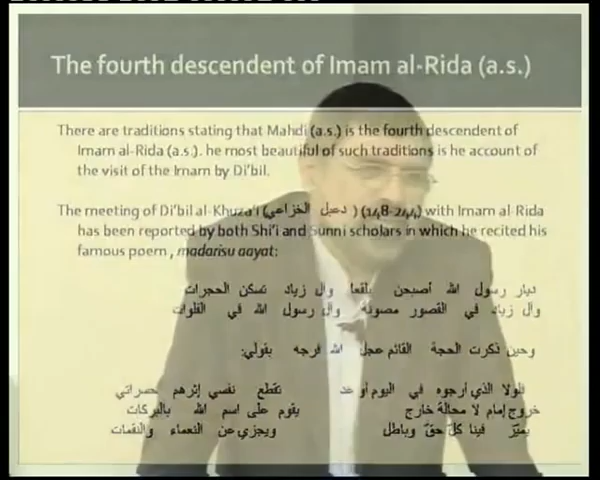 The fourth descendent of Imam al-Rida (a.s.)
There are traditions stating that Mahdi (a.s.) is the fourth descendent of
Imam al-Rida (a.s.). he most beautiful of such traditions is he account of
the visit of the Imam by Di'bil.
The meeting of Di'bil al-Khuza'i (دعبل الخزاعي) (148-244) with Imam al-Rida
has been reported by both Shi'i and Sunni scholars in which he recited his
famous poem , madarisu aayat:
ديار رسول الله أصبحن بلقعا وآل زياد تسكن الحجرات
وآل زياد في القصور مصونة وآل رسول الله في الفلوات
وحين ذكرت الحجة القائم عجل الله فرجه بقولي:
فلولا الذي أرجوه في اليوم أو غد تقطع نفسي إثرهم حسراتي
خروج إمام لا محالة خارج يقوم على اسم الله بالبركات
يميّز فينا كلّ حقّ وباطل ويجزي عن النعماء والنقمات